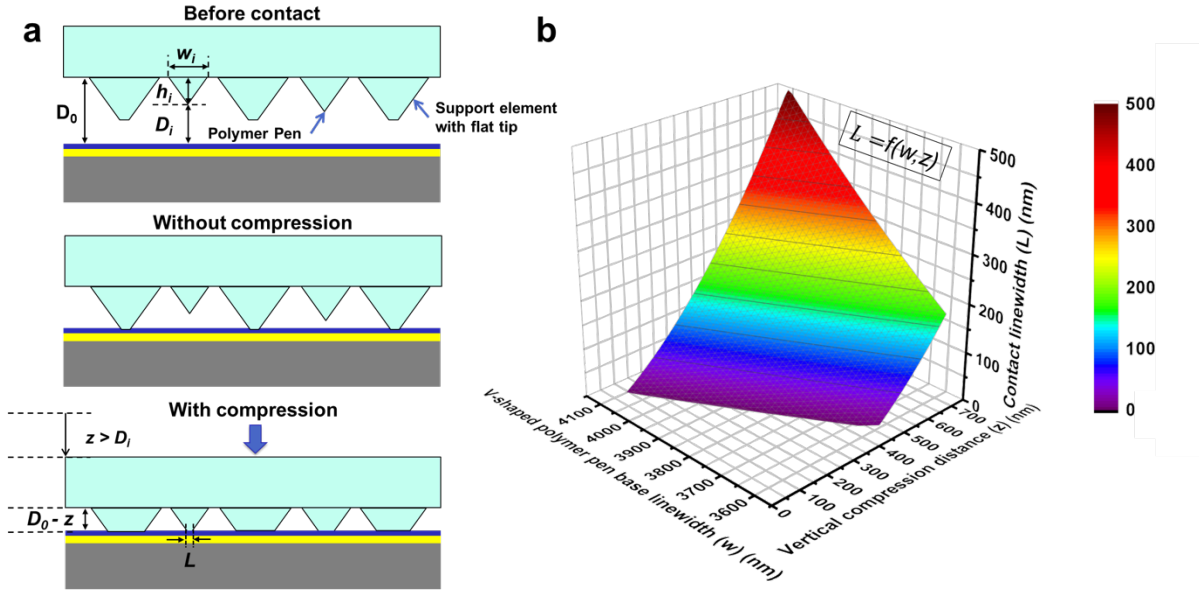 a
Before contact
w_i
h_i
D_0
D_i
Polymer Pen
Support element
with flat tip
Without compression
With compression
z > D_i
D_0 - z
L
b
L =f(w,z)
500
400
300
200
100
0
Contact linewidth (L) (nm)
4100
4000
3900
3800
3700
3600
V-shaped polymer pen base linewidth (w) (nm)
0
100
200
300
400
500
600
700
Vertical compression distance (z) (nm)
500
400
300
200
100
0